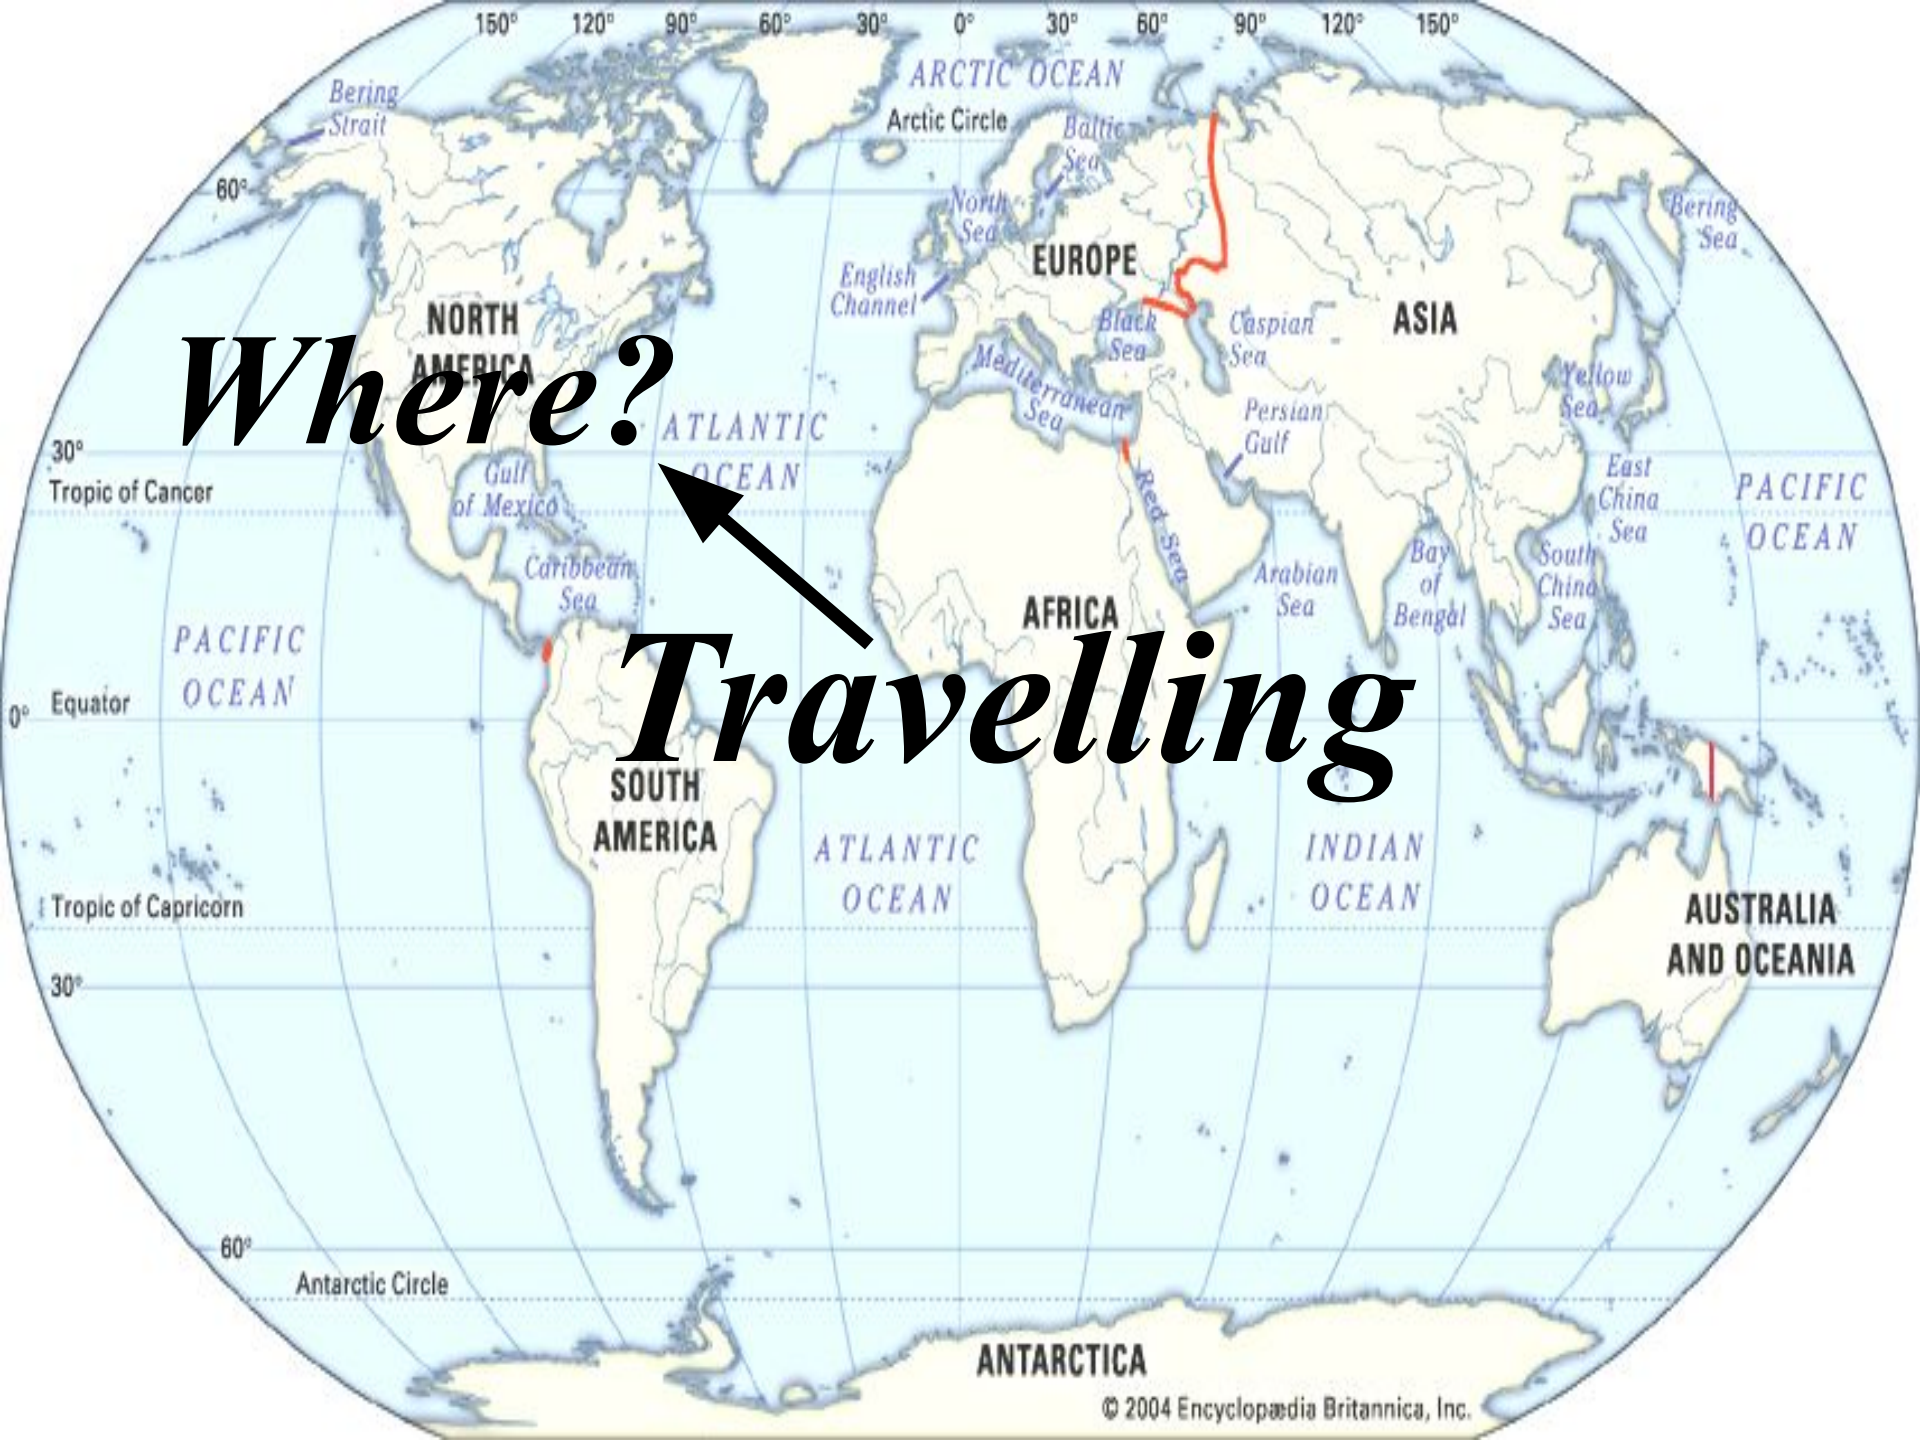 150° 120° 90° 60° 30° 0° 30° 60° 90° 120° 150°
ARCTIC OCEAN
Bering
Strait
Arctic Circle
Baltic
Sea
60°
North
Sea
Bering
Sea
EUROPE
English
Channel
NORTH
AMERICA
ASIA
Black
Sea
Caspian
Sea
Where?
Mediterranean
Sea
Yellow
Sea
Persian
Gulf
ATLANTIC
OCEAN
30°
Tropic of Cancer
Gulf
of Mexico
Red Sea
East
China
Sea
PACIFIC
OCEAN
Caribbean
Sea
Arabian
Sea
Bay
of
Bengal
South
China
Sea
AFRICA
PACIFIC
OCEAN
Travelling
0°
Equator
SOUTH
AMERICA
ATLANTIC
OCEAN
INDIAN
OCEAN
Tropic of Capricorn
AUSTRALIA
AND OCEANIA
30°
60°
Antarctic Circle
ANTARCTICA
© 2004 Encyclopædia Britannica, Inc.